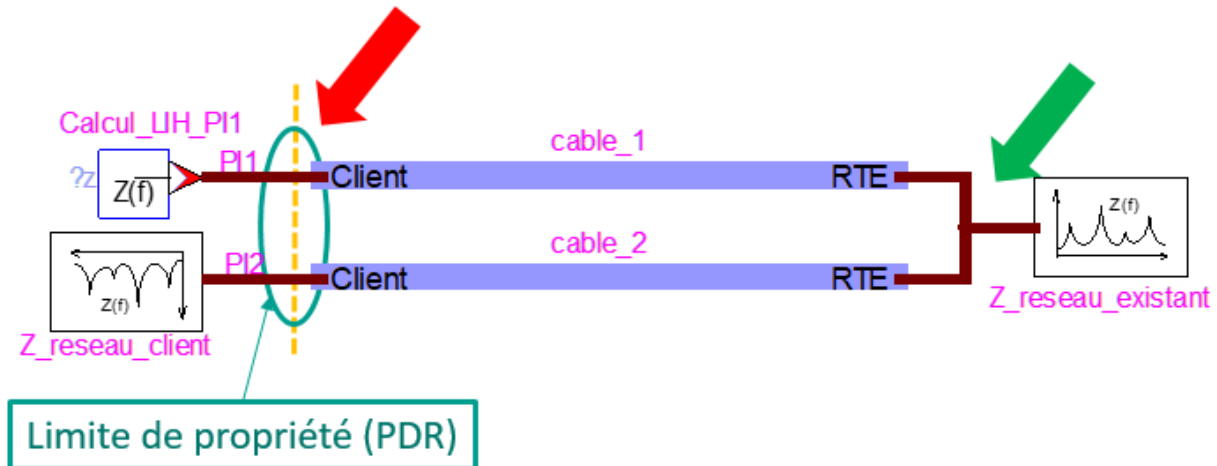 Calcul_LIH_PI1
?z
Z(f)
PI1
Client
cable_1
RTE
Z(f)
Z_reseau_existant
PI2
Client
cable_2
RTE
Z(f)
Z_reseau_client
Limite de propriété (PDR)